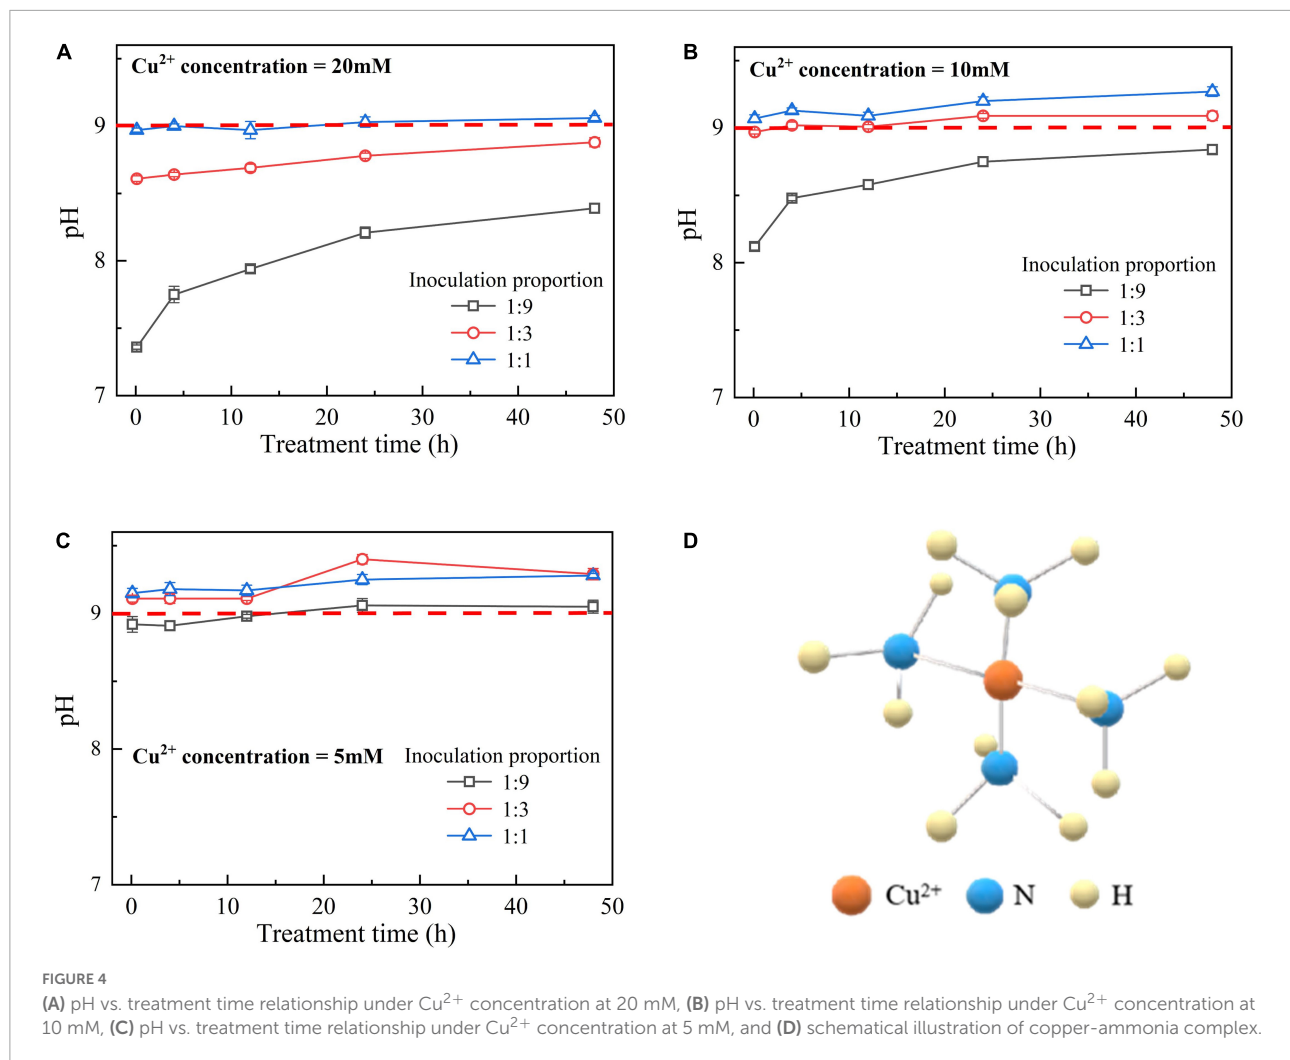 A
Cu²⁺ concentration = 20mM
9
8
7
pH
Inoculation proportion
1:9
1:3
1:1
0 10 20 30 40 50
Treatment time (h)
B
Cu²⁺ concentration = 10mM
9
8
7
pH
Inoculation proportion
1:9
1:3
1:1
0 10 20 30 40 50
Treatment time (h)
C
9
8
7
pH
Cu²⁺ concentration = 5mM
Inoculation proportion
1:9
1:3
1:1
0 10 20 30 40 50
Treatment time (h)
D
Cu²⁺ N H
FIGURE 4
(A) pH vs. treatment time relationship under Cu²⁺ concentration at 20 mM, (B) pH vs. treatment time relationship under Cu²⁺ concentration at
10 mM, (C) pH vs. treatment time relationship under Cu²⁺ concentration at 5 mM, and (D) schematical illustration of copper-ammonia complex.